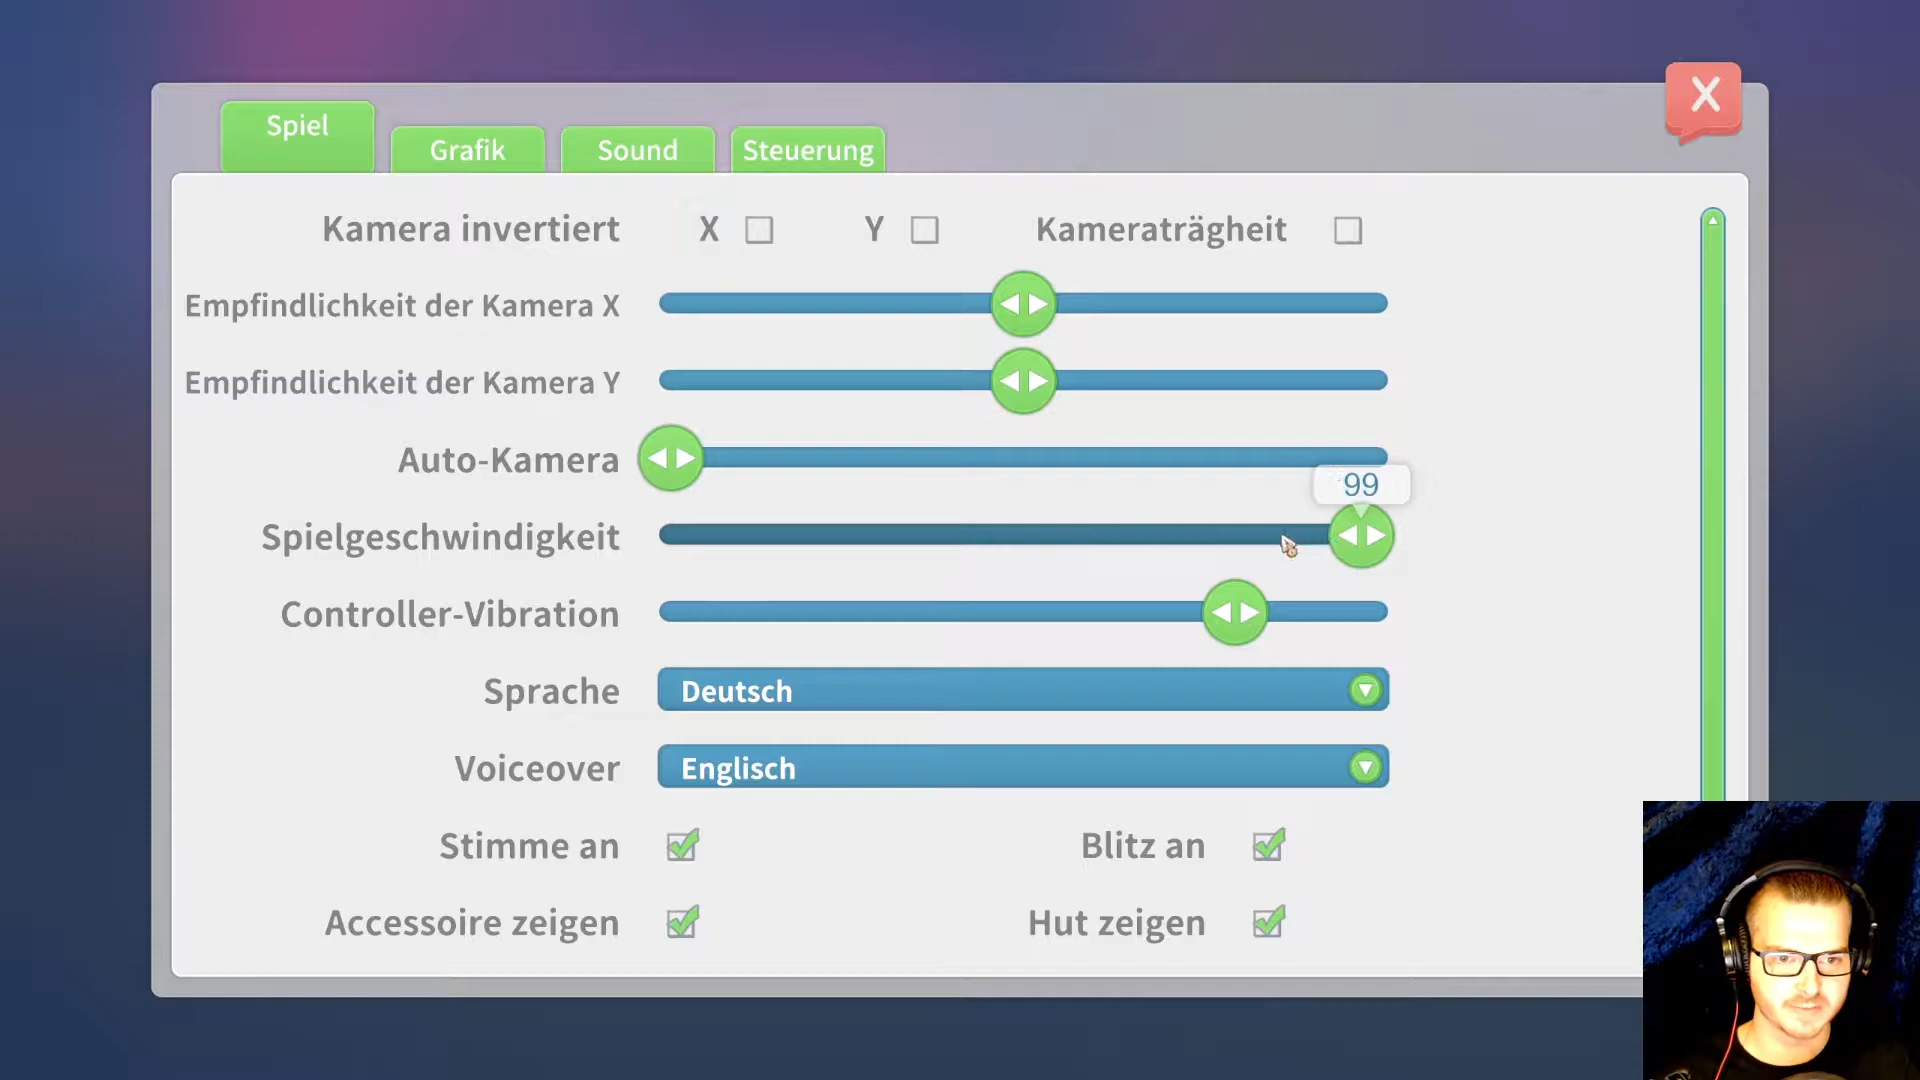 Spiel
Grafik
Sound
Steuerung
X
Kamera invertiert X Y Kameraträgheit
Empfindlichkeit der Kamera X
Empfindlichkeit der Kamera Y
Auto-Kamera
99
Spielgeschwindigkeit
Controller-Vibration
Sprache Deutsch
Voiceover Englisch
Stimme an Blitz an
Accessoire zeigen Hut zeigen